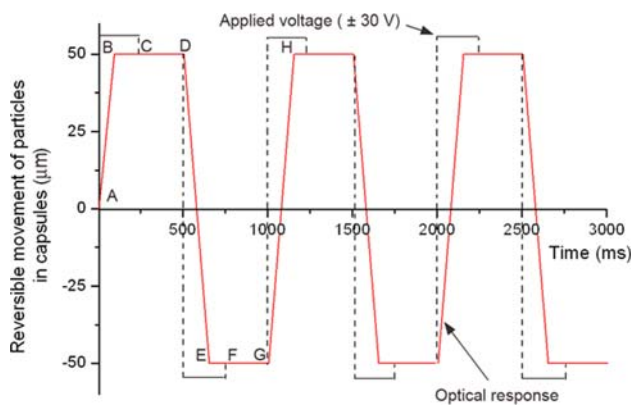 Applied voltage ( ± 30 V)
Reversible movement of particles
in capsules (μm)
50
25
0
-25
-50
B
C
D
H
A
E
F
G
500
1000
1500
2000
2500
3000
Time (ms)
Optical response